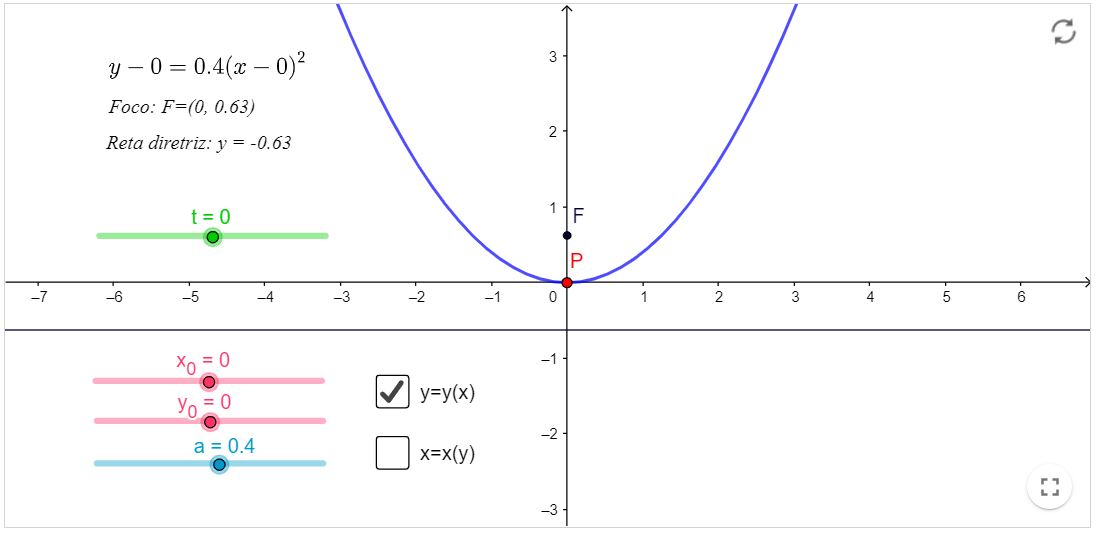 y − 0 = 0.4(x − 0)²
Foco: F=(0, 0.63)
Reta diretriz: y = -0.63
t = 0
3
2
1
F
P
–7 –6 –5 –4 –3 –2 –1 0 1 2 3 4 5 6
–1
–2
–3
x₀ = 0
y₀ = 0
a = 0.4
y=y(x)
x=x(y)